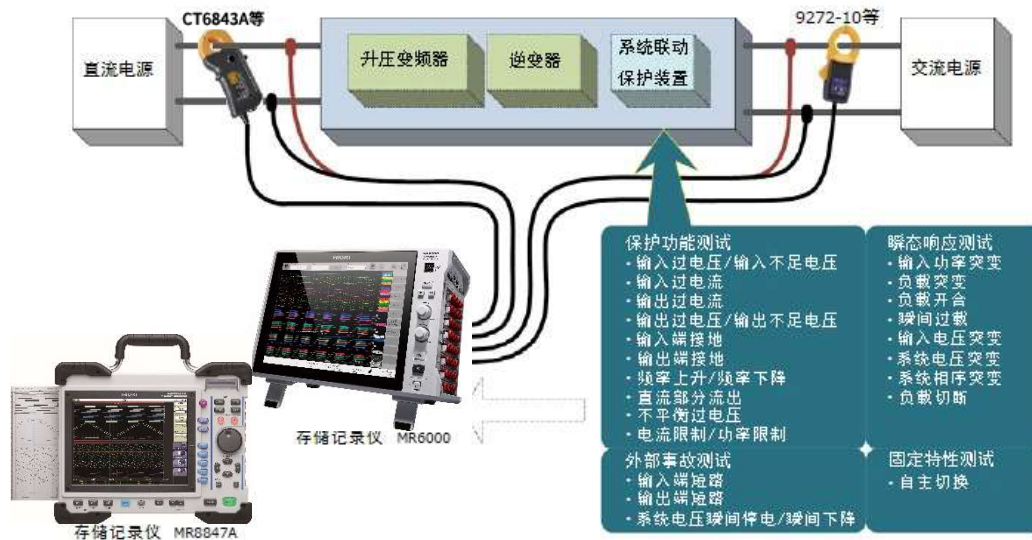 CT6843A等
9272-10等
直流电源
升压变频器
逆变器
系统联动
保护装置
交流电源
保护功能测试
·输入过电压/输入不足电压
·输入过电流
·输出过电流
·输出过电压/输出不足电压
·输入端接地
·输出端接地
·频率上升/频率下降
·直流部分流出
·不平衡过电压
·电流限制/功率限制
瞬态响应测试
·输入功率突变
·负载突变
·负载开合
·瞬间过载
·输入电压突变
·系统电压突变
·系统相序突变
·负载切断
外部事故测试
·输入端短路
·输出端短路
·系统电压瞬间停电/瞬间下降
固定特性测试
·自主切换
HIOKI
存储记录仪 MR6000
存储记录仪 MR8847A